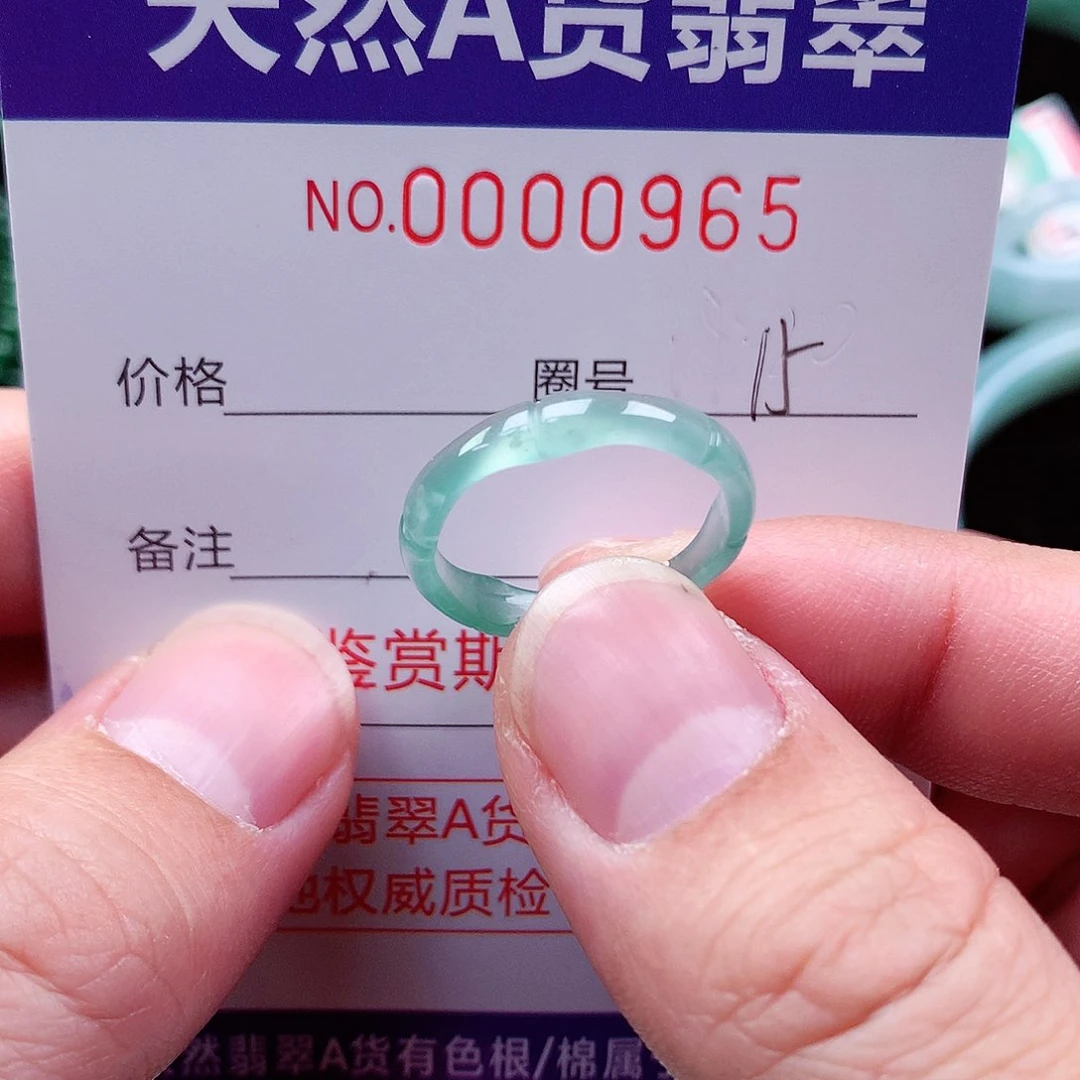 天然A货翡翠
NO.0000965
价格 圈号 15
备注
鉴赏期
翡翠A货
地权威质检
然翡翠A货有色根/棉属